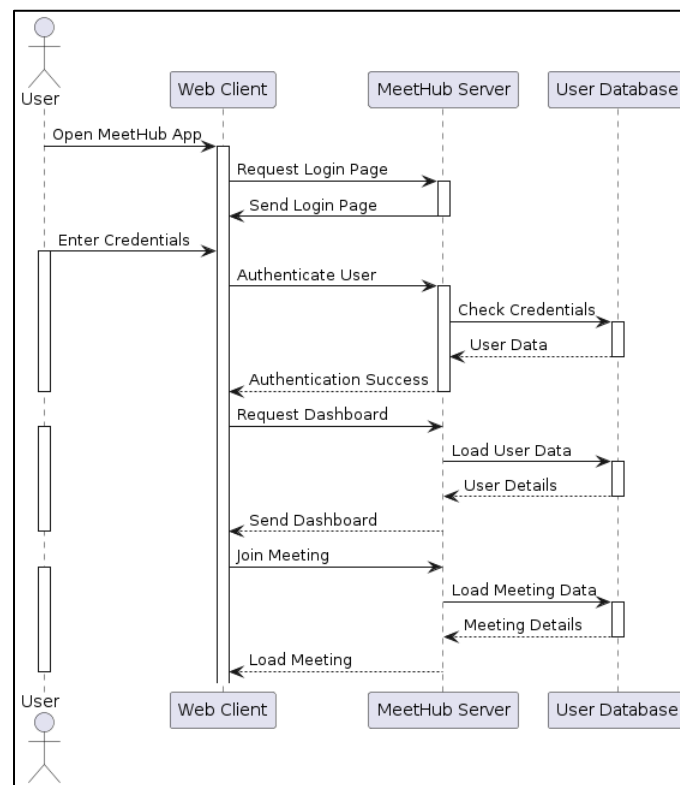 User
Web Client
MeetHub Server
User Database
Open MeetHub App
Request Login Page
Send Login Page
Enter Credentials
Authenticate User
Check Credentials
User Data
Authentication Success
Request Dashboard
Load User Data
User Details
Send Dashboard
Join Meeting
Load Meeting Data
Meeting Details
Load Meeting
User
Web Client
MeetHub Server
User Database